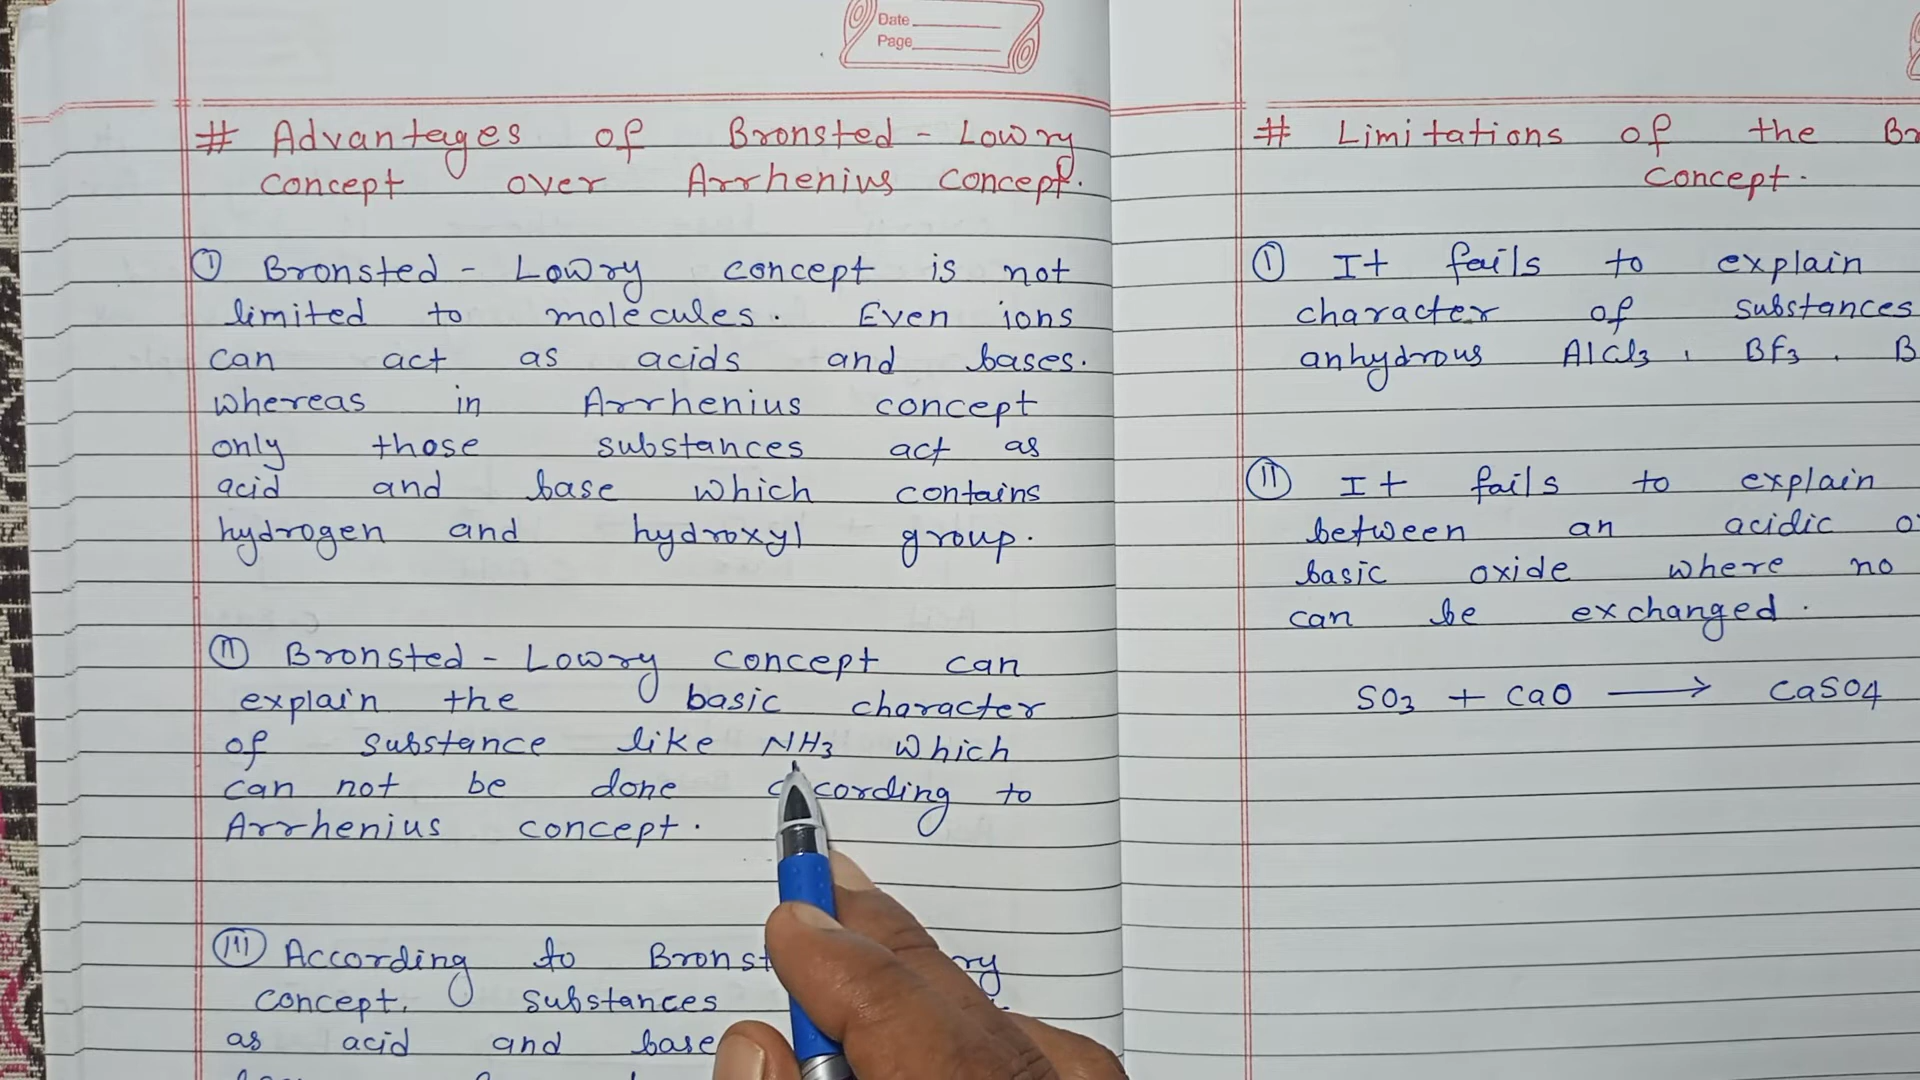 Date
Page
# Advantages of Bronsted - Lowry
concept over Arrhenius concept.
I Bronsted - Lowry concept is not
limited to molecules. Even ions
can act as acids and bases.
whereas in Arrhenius concept
only those substances act as
acid and base which contains
hydrogen and hydroxyl group.
II Bronsted - Lowry concept can
explain the basic character
of substance like NH3 which
can not be done according to
Arrhenius concept.
III According to
concept, substances
as acid and base
# Limitations of the
concept.
I It fails to explain
character of substances
anhydrous AlCl3, BF3,
II It fails to explain
between an acidic
basic oxide where no
can be exchanged.
SO3 + CaO → CaSO4